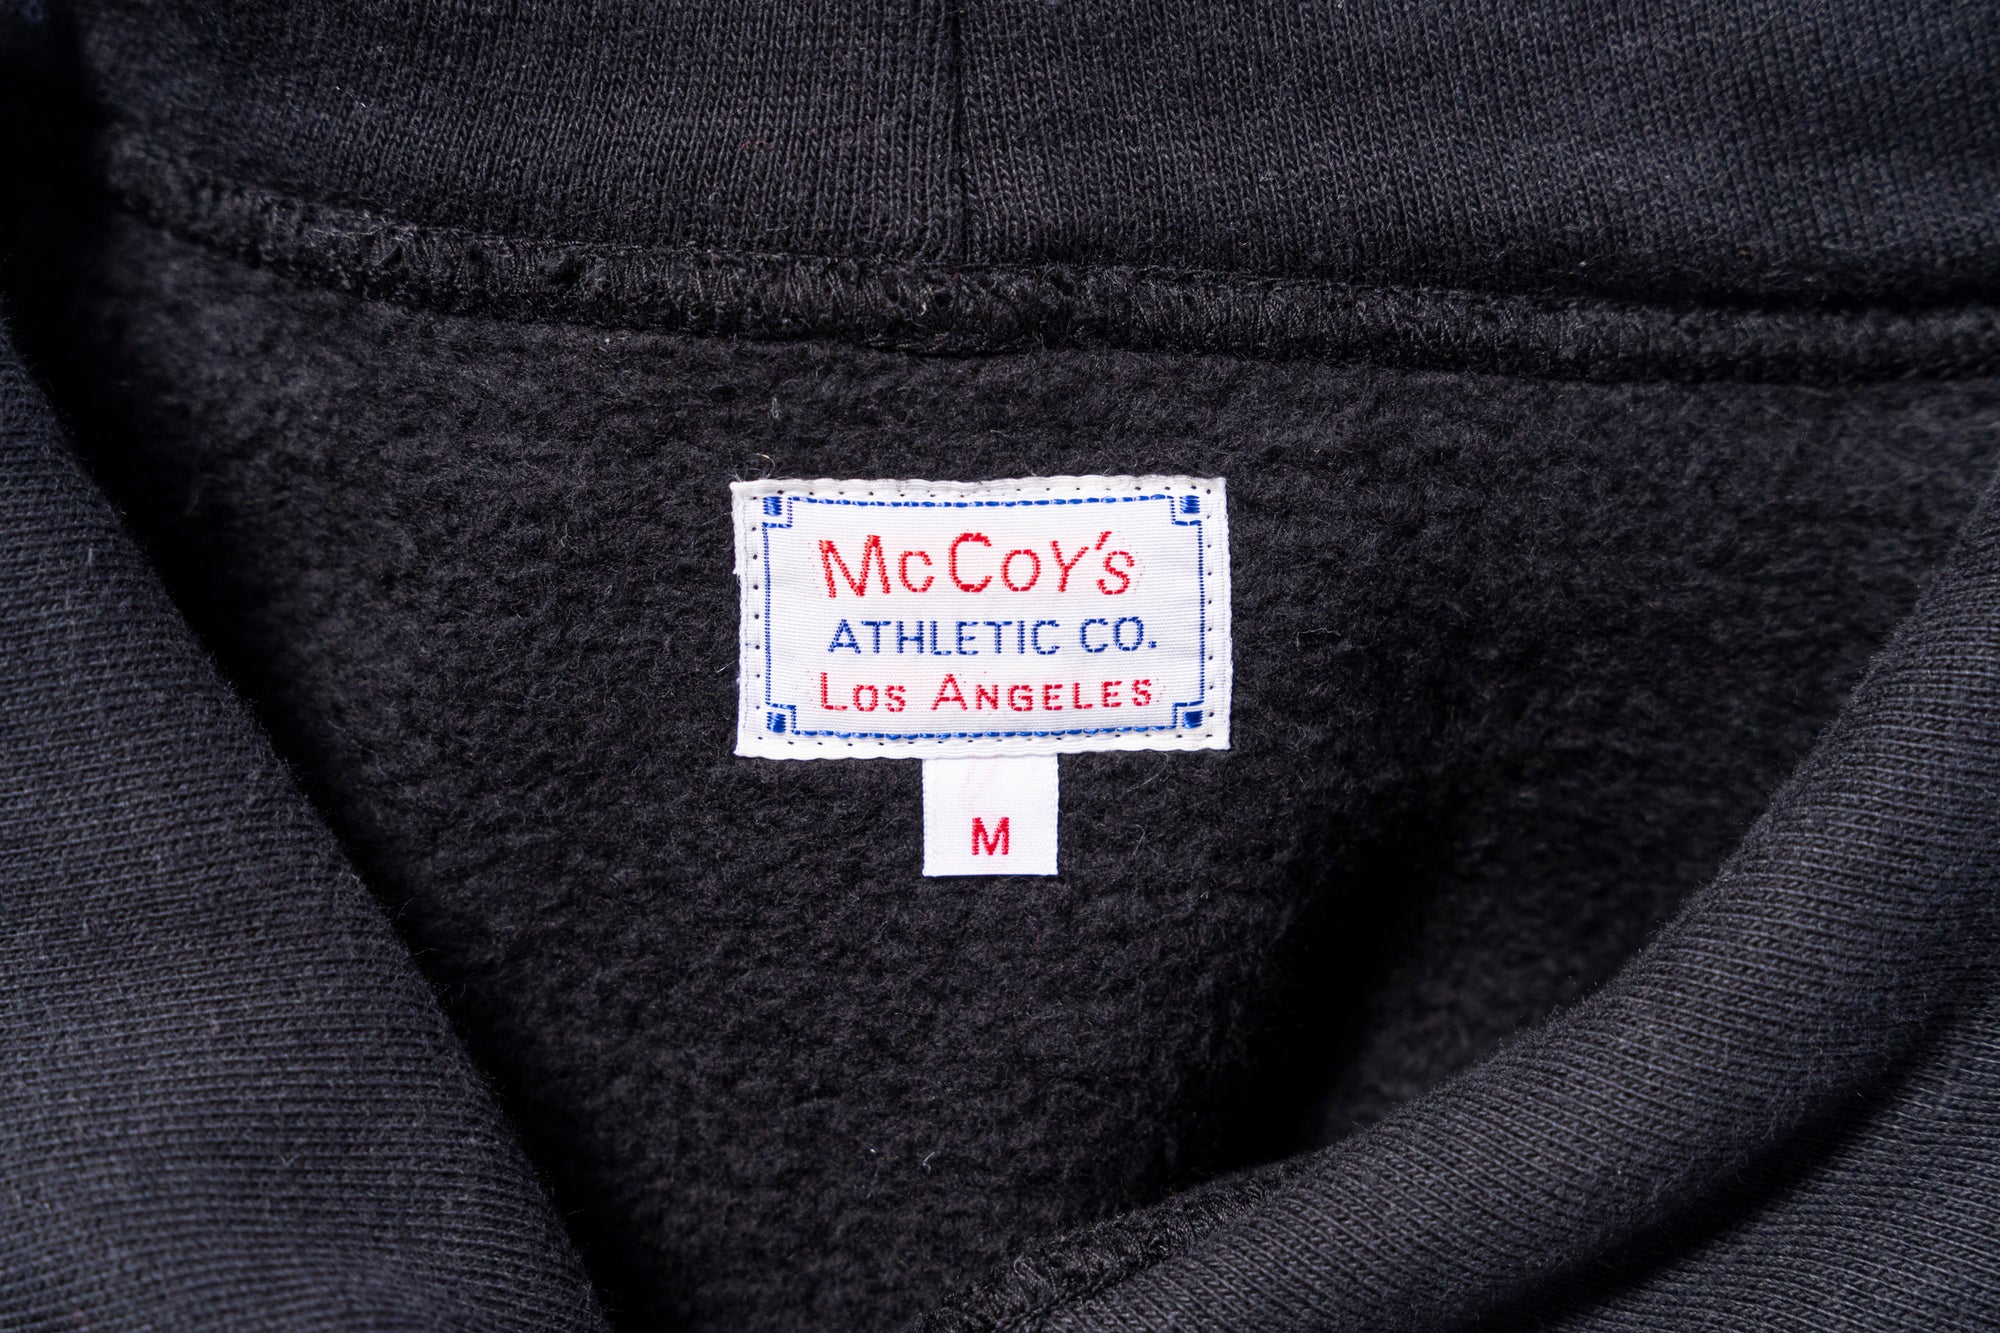 McCoy's
ATHLETIC CO.
Los Angeles
M